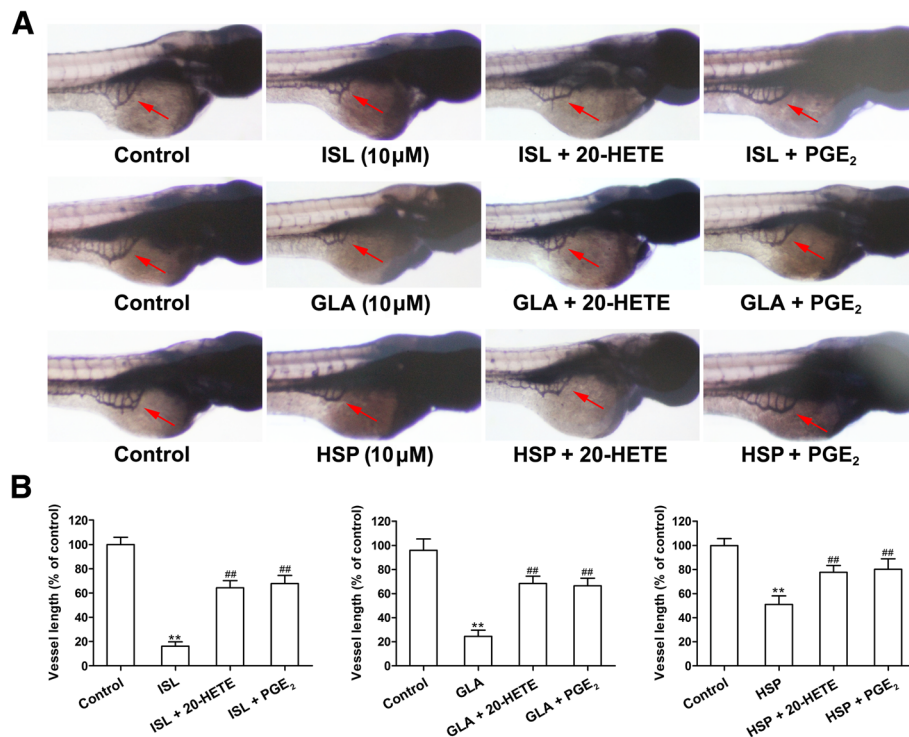 A
Control ISL (10μM) ISL + 20-HETE ISL + PGE₂
Control GLA (10μM) GLA + 20-HETE GLA + PGE₂
Control HSP (10μM) HSP + 20-HETE HSP + PGE₂
B
Vessel length (% of control)
120
100
80
60
40
20
0
**
##
##
Control
ISL
ISL + 20-HETE
ISL + PGE₂
Vessel length (% of control)
120
100
80
60
40
20
0
**
##
##
Control
GLA
GLA + 20-HETE
GLA + PGE₂
Vessel length (% of control)
120
100
80
60
40
20
0
**
##
##
Control
HSP
HSP + 20-HETE
HSP + PGE₂